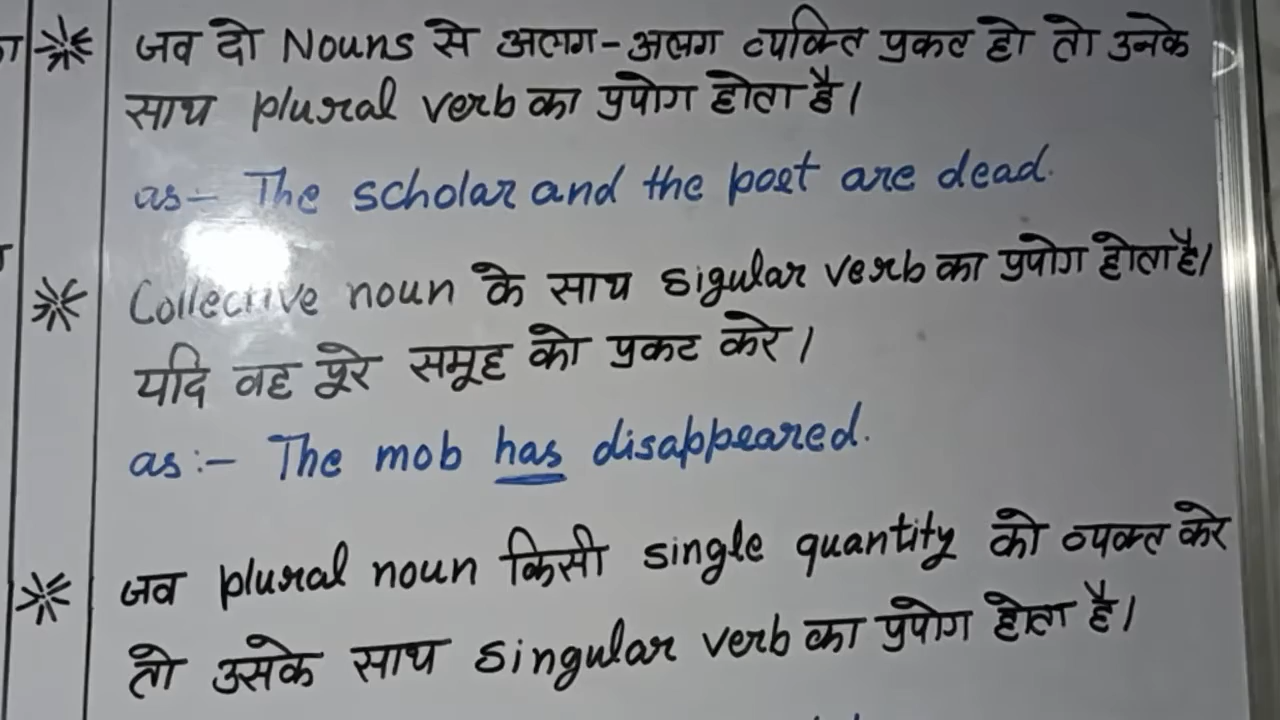 * जब दो Nouns से अलग-अलग व्यक्ति प्रकट हो तो उनके
साथ plural verb का प्रयोग होता है।
as:- The scholar and the poet are dead.
* Collective noun के साथ sigular verb का प्रयोग होता है।
यदि वह पूरे समूह को प्रकट करे।
as:- The mob has disappeared.
* जब plural noun किसी single quantity को व्यक्त करे
तो उसके साथ singular verb का प्रयोग होता है।